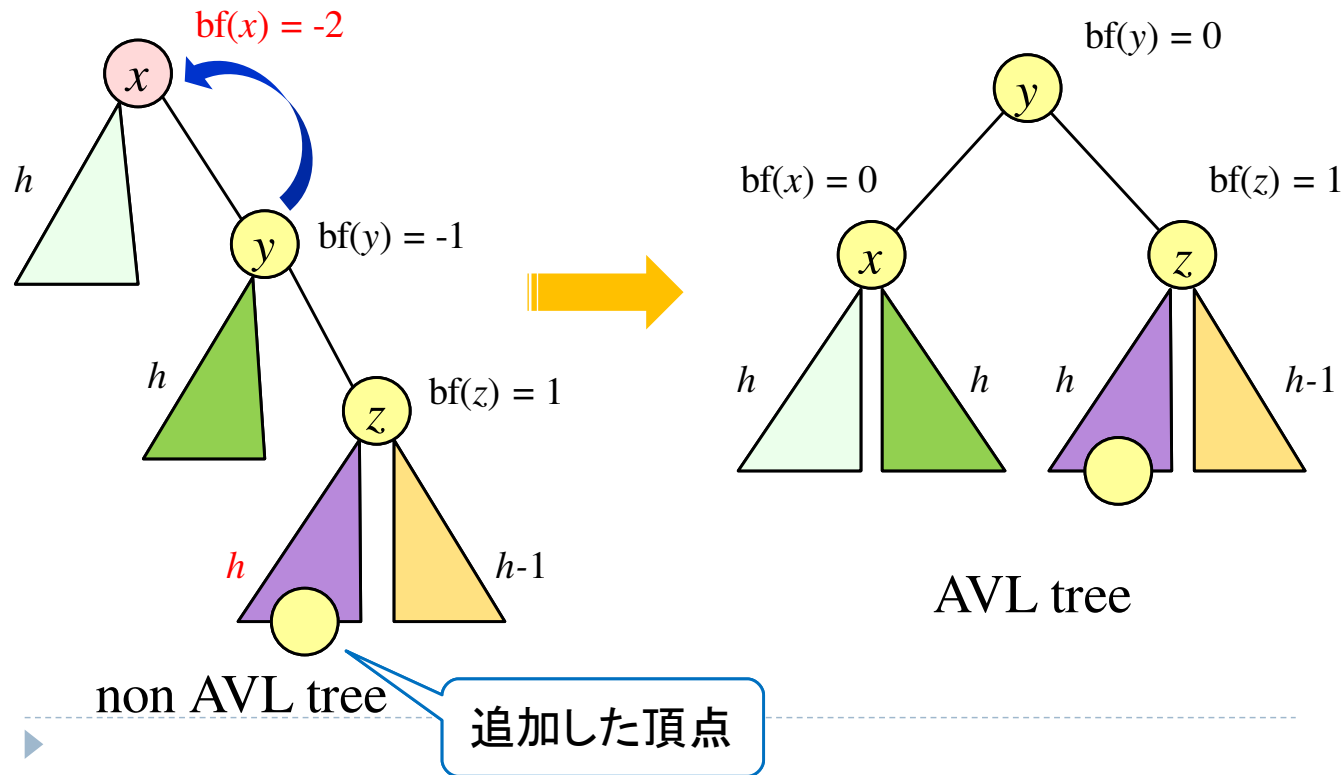 bf(x) = -2
x
h
y
bf(y) = -1
h
z
bf(z) = 1
h
h-1
non AVL tree
追加した頂点
bf(y) = 0
y
bf(x) = 0
bf(z) = 1
x
z
h
h
h
h-1
AVL tree